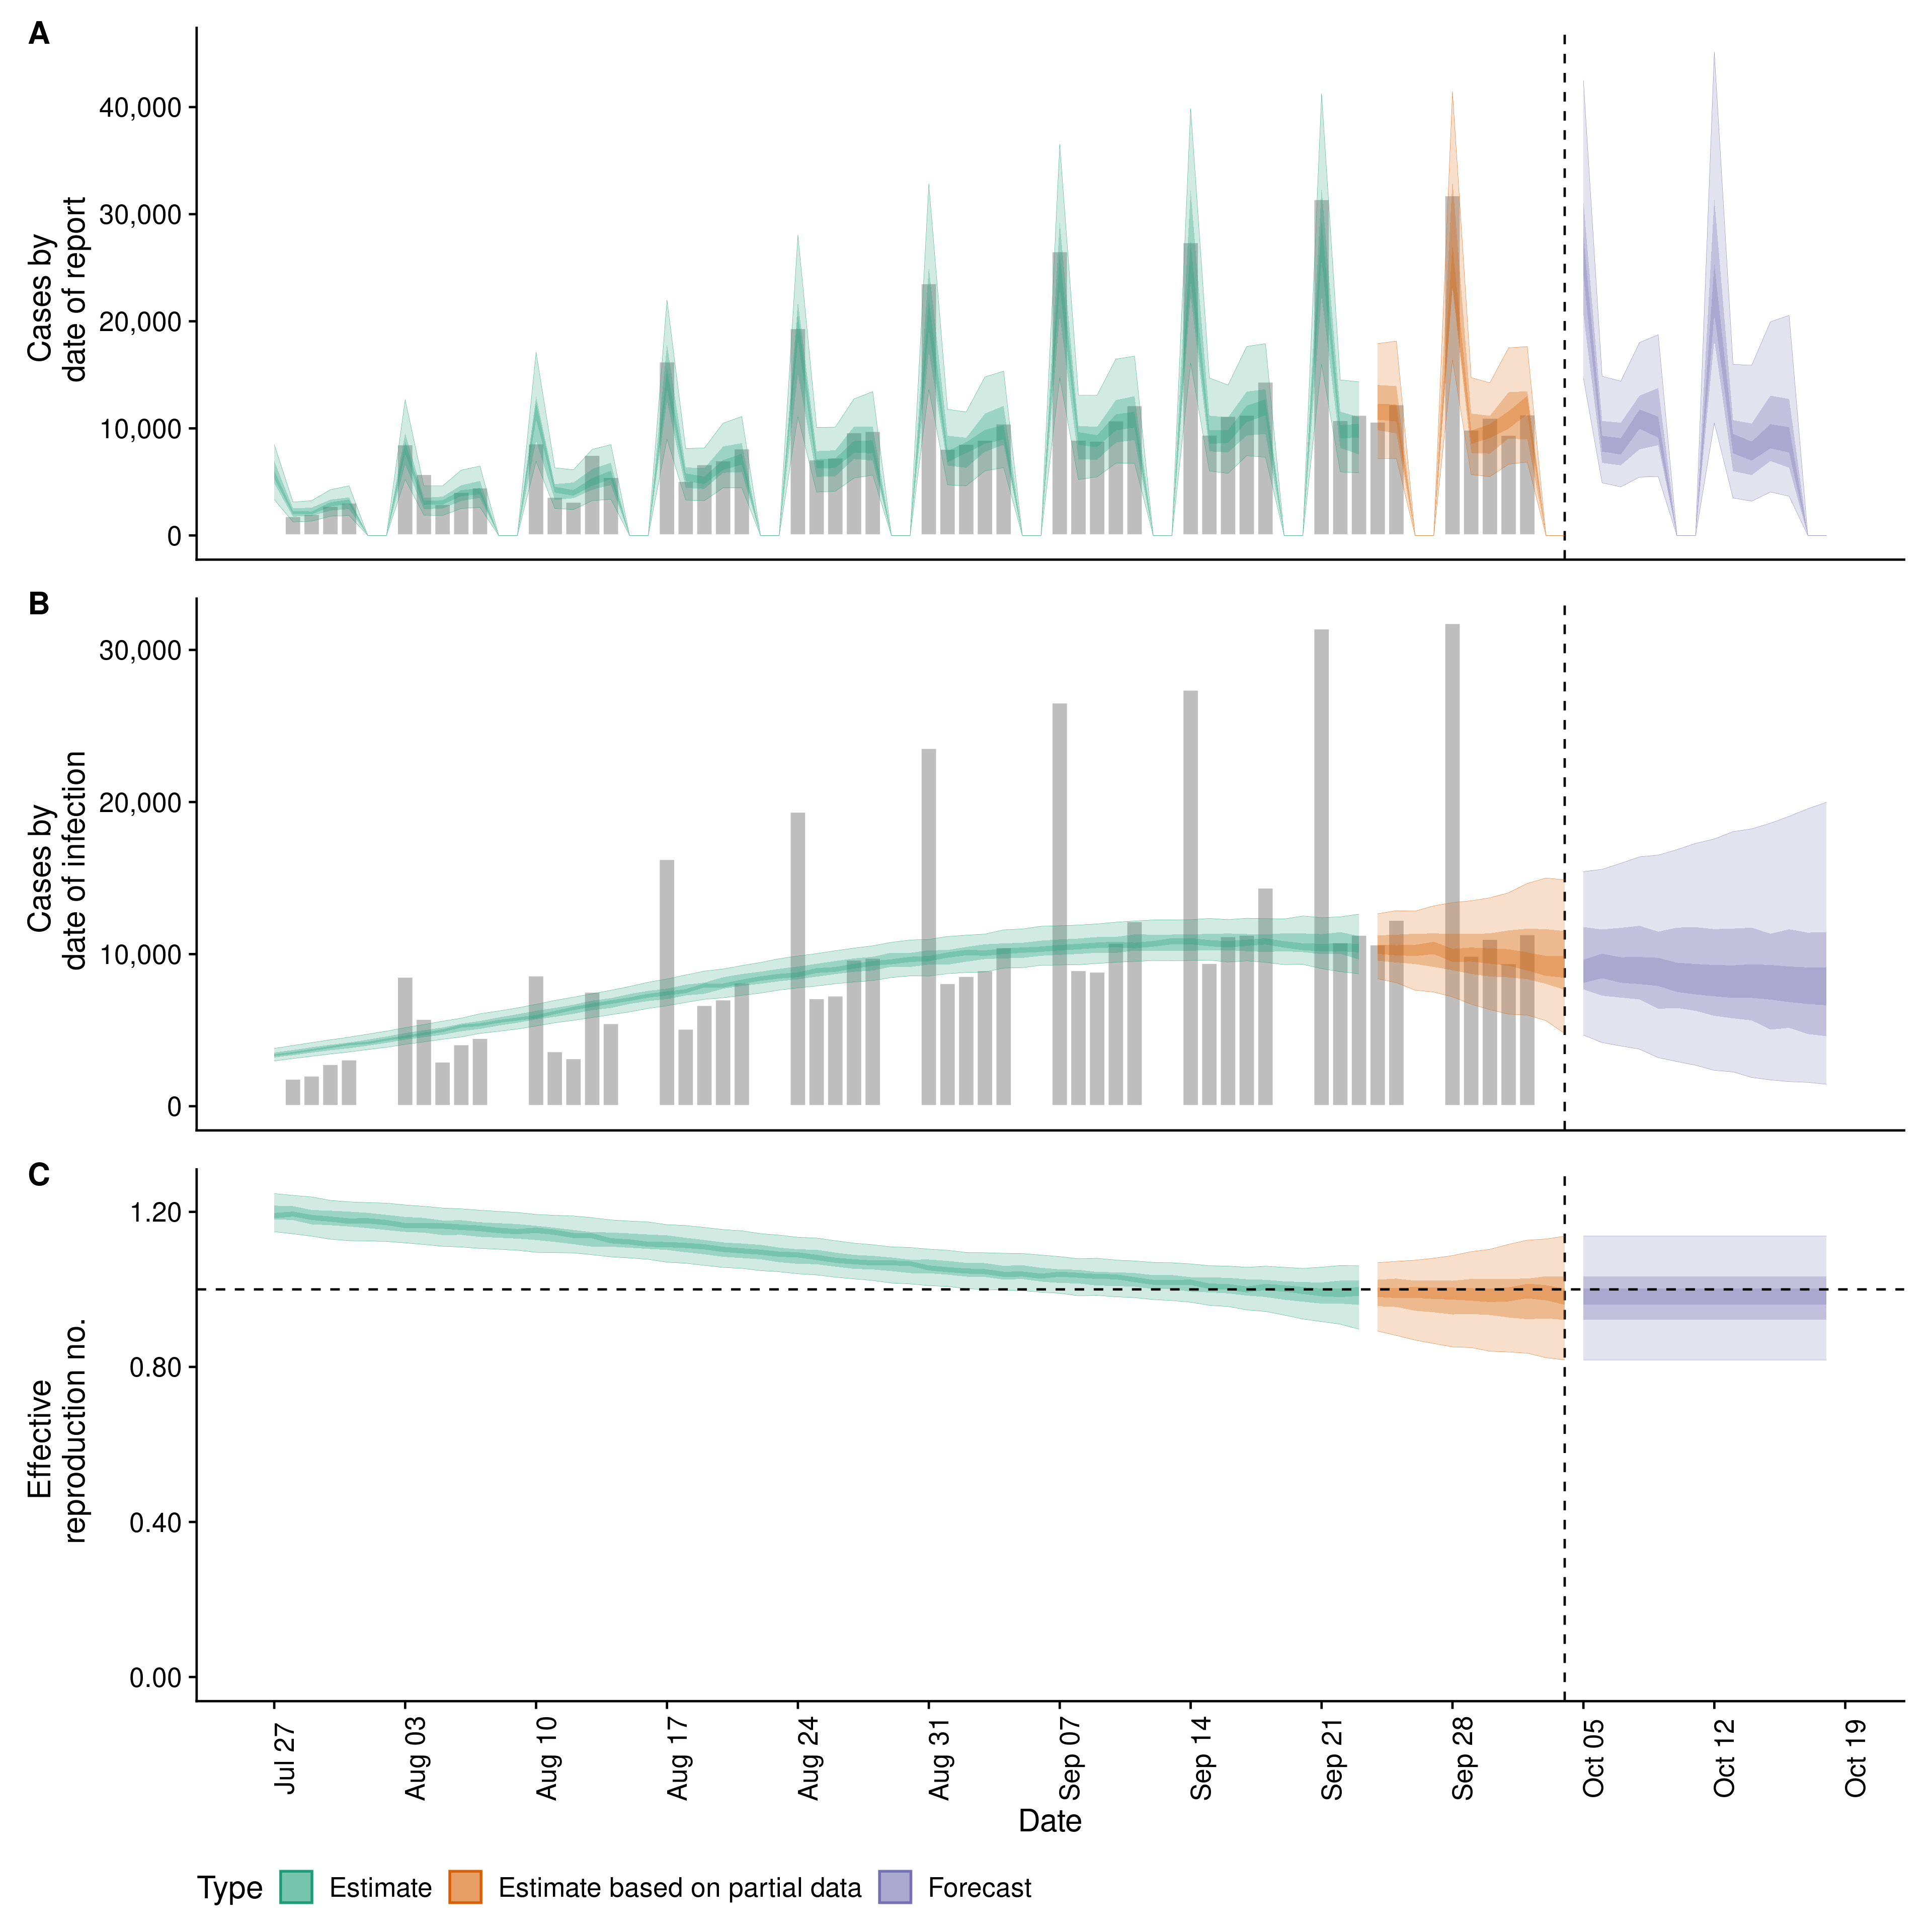 A
Cases by
date of report
40,000
30,000
20,000
10,000
0
B
Cases by
date of infection
30,000
20,000
10,000
0
C
Effective
reproduction no.
1.20
0.80
0.40
0.00
Jul 27
Aug 03
Aug 10
Aug 17
Aug 24
Aug 31
Sep 07
Sep 14
Sep 21
Sep 28
Oct 05
Oct 12
Oct 19
Date
Type Estimate Estimate based on partial data Forecast